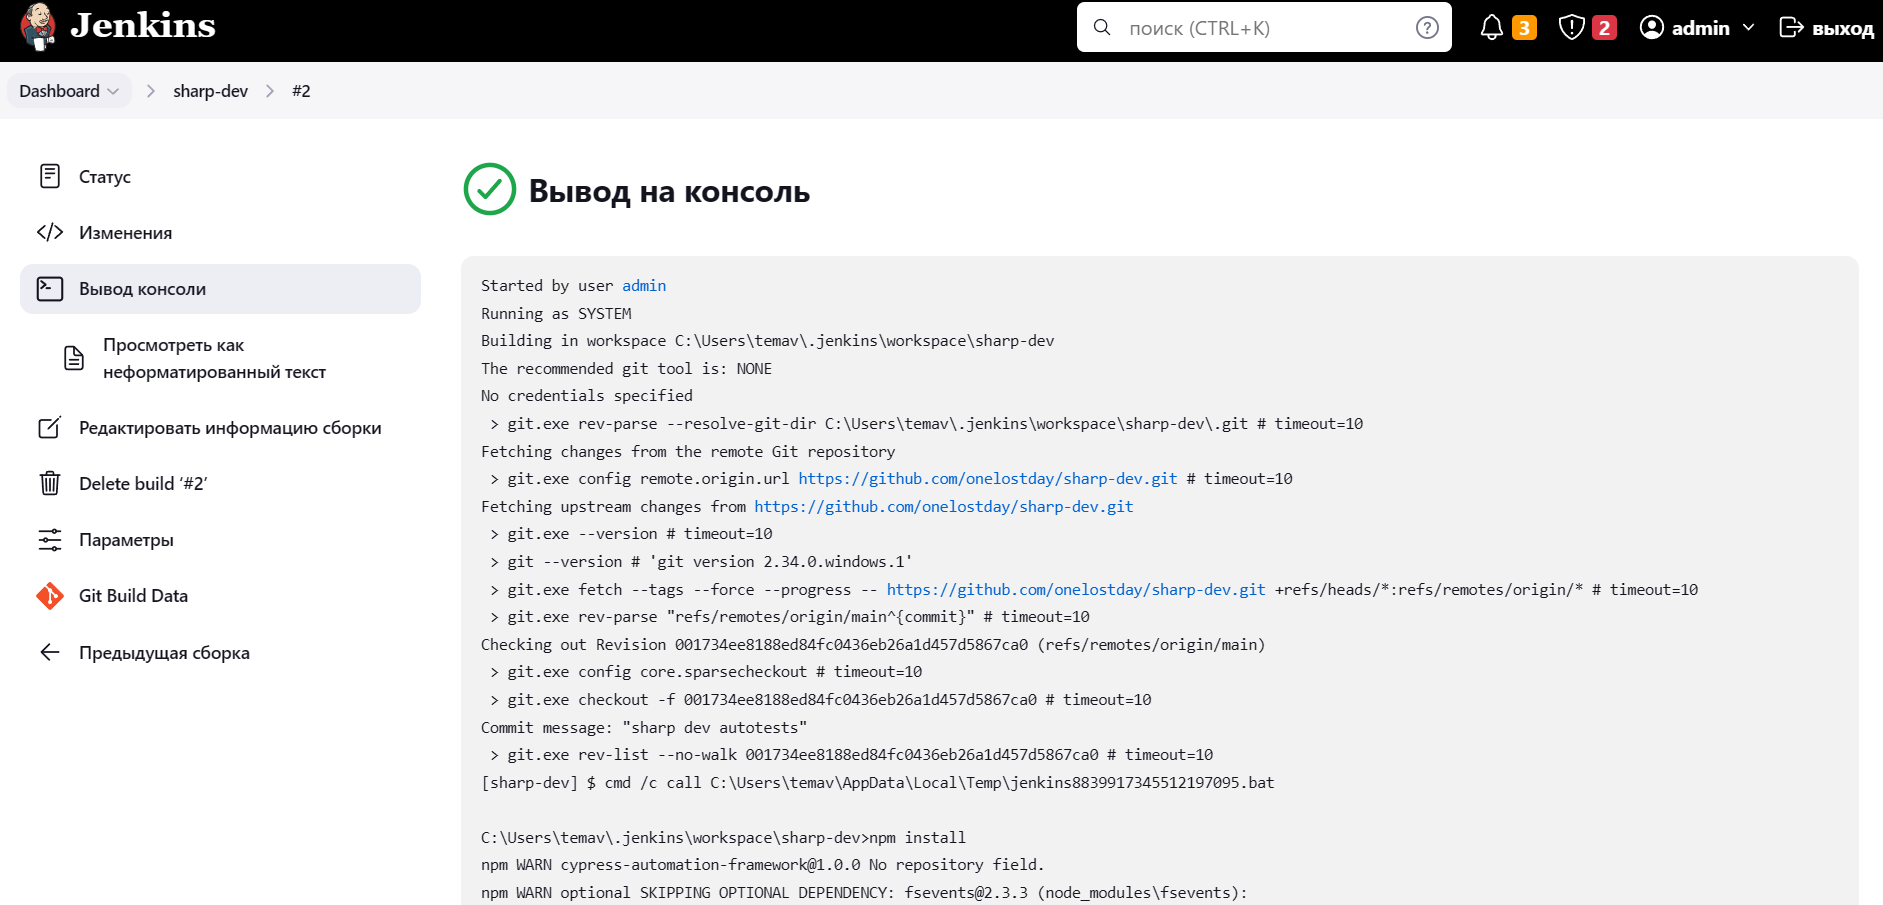 Jenkins
поиск (CTRL+K)
?
3
2
admin
выход
Dashboard
sharp-dev
#2
Статус
Изменения
Вывод консоли
Просмотреть как
неформатированный текст
Редактировать информацию сборки
Delete build ‘#2’
Параметры
Git Build Data
Предыдущая сборка
Вывод на консоль
Started by user admin
Running as SYSTEM
Building in workspace C:\Users\temav\.jenkins\workspace\sharp-dev
The recommended git tool is: NONE
No credentials specified
 > git.exe rev-parse --resolve-git-dir C:\Users\temav\.jenkins\workspace\sharp-dev\.git # timeout=10
Fetching changes from the remote Git repository
 > git.exe config remote.origin.url https://github.com/onelostday/sharp-dev.git # timeout=10
Fetching upstream changes from https://github.com/onelostday/sharp-dev.git
 > git.exe --version # timeout=10
 > git --version # 'git version 2.34.0.windows.1'
 > git.exe fetch --tags --force --progress -- https://github.com/onelostday/sharp-dev.git +refs/heads/*:refs/remotes/origin/* # timeout=10
 > git.exe rev-parse "refs/remotes/origin/main^{commit}" # timeout=10
Checking out Revision 001734ee8188ed84fc0436eb26a1d457d5867ca0 (refs/remotes/origin/main)
 > git.exe config core.sparsecheckout # timeout=10
 > git.exe checkout -f 001734ee8188ed84fc0436eb26a1d457d5867ca0 # timeout=10
Commit message: "sharp dev autotests"
 > git.exe rev-list --no-walk 001734ee8188ed84fc0436eb26a1d457d5867ca0 # timeout=10
[sharp-dev] $ cmd /c call C:\Users\temav\AppData\Local\Temp\jenkins8839917345512197095.bat
C:\Users\temav\.jenkins\workspace\sharp-dev>npm install
npm WARN cypress-automation-framework@1.0.0 No repository field.
npm WARN optional SKIPPING OPTIONAL DEPENDENCY: fsevents@2.3.3 (node_modules\fsevents):